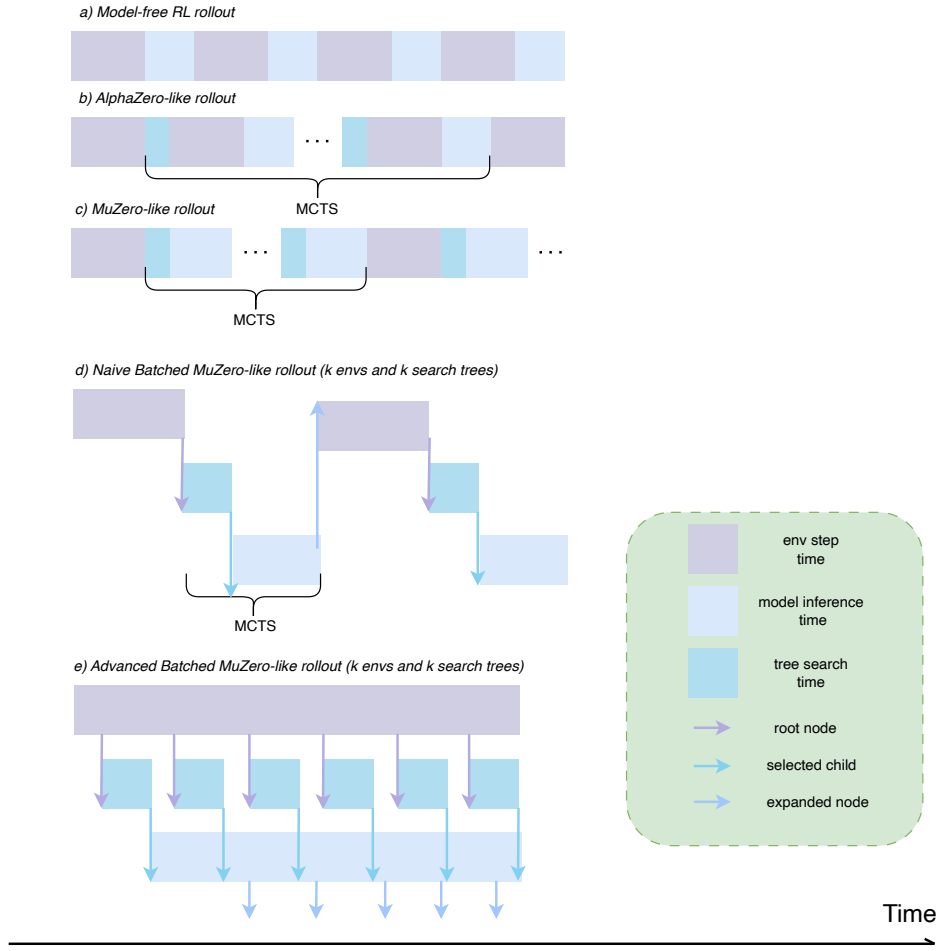 a) Model-free RL rollout
b) AlphaZero-like rollout
...
MCTS
c) MuZero-like rollout
... ...
MCTS
d) Naive Batched MuZero-like rollout (k envs and k search trees)
MCTS
e) Advanced Batched MuZero-like rollout (k envs and k search trees)
env step
time
model inference
time
tree search
time
root node
selected child
expanded node
Time